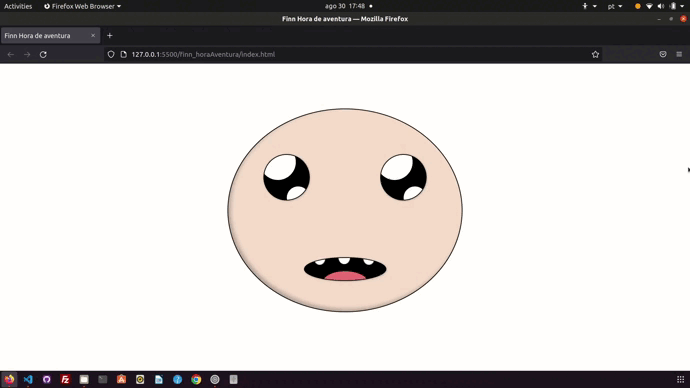 Activities Firefox Web Browser ago 30 17:48 pt
Finn Hora de aventura — Mozilla Firefox
Finn Hora de aventura
127.0.0.1:5500/finn_horaAventura/index.html